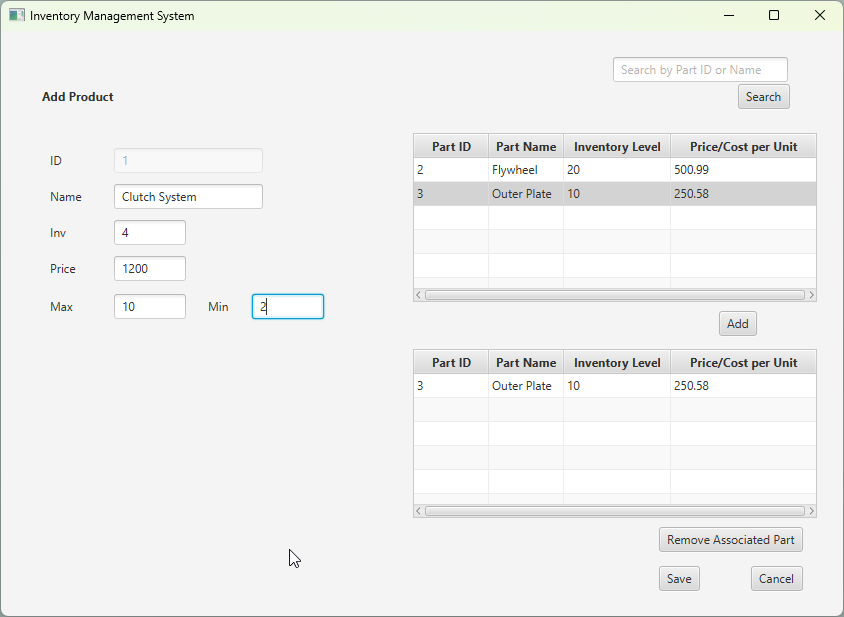 Inventory Management System
Search by Part ID or Name
Add Product
Search
ID 1
Name Clutch System
Inv 4
Price 1200
Max 10 Min 2
Part ID Part Name Inventory Level Price/Cost per Unit
2 Flywheel 20 500.99
3 Outer Plate 10 250.58
Add
Part ID Part Name Inventory Level Price/Cost per Unit
3 Outer Plate 10 250.58
Remove Associated Part
Save Cancel